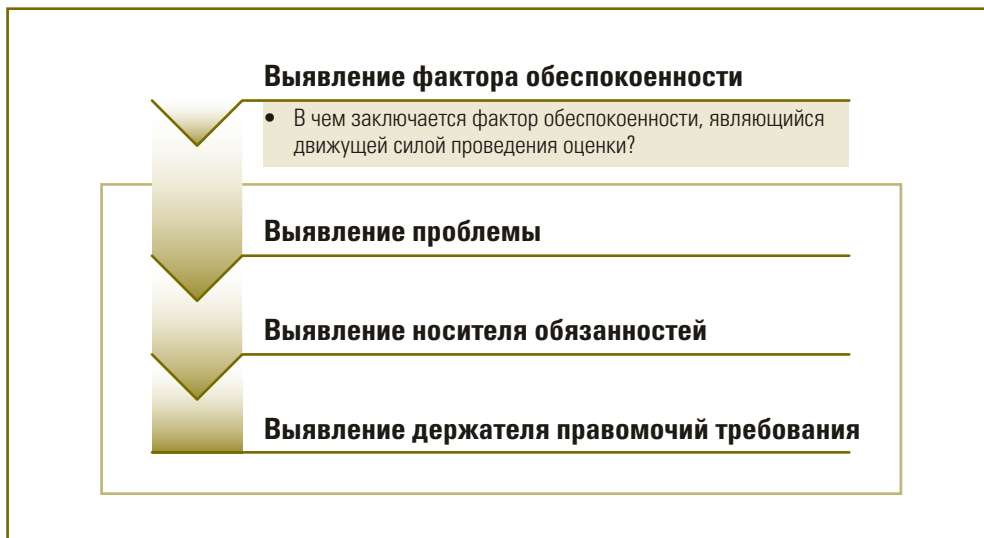 Выявление фактора обеспокоенности
• В чем заключается фактор обеспокоенности, являющийся
движущей силой проведения оценки?
Выявление проблемы
Выявление носителя обязанностей
Выявление держателя правомочий требования